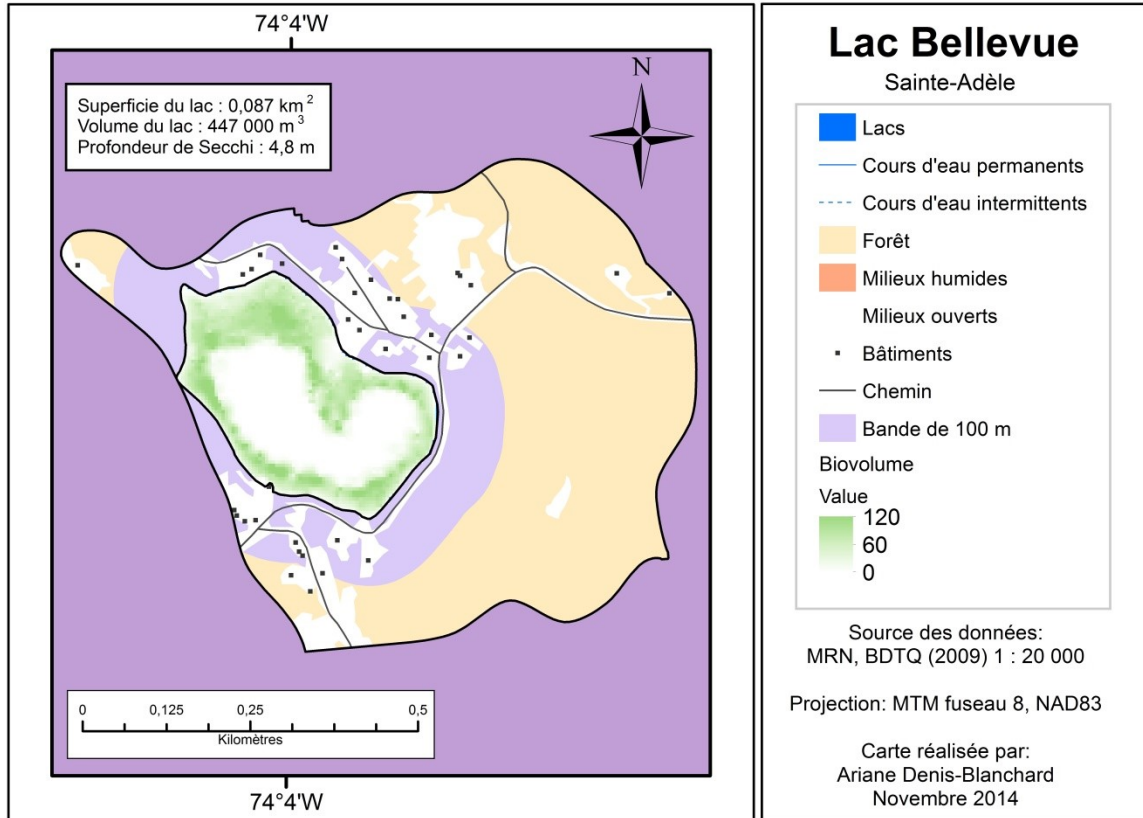 74°4'W
Superficie du lac : 0,087 km²
Volume du lac : 447 000 m³
Profondeur de Secchi : 4,8 m
N
0 0,125 0,25 0,5
Kilomètres
74°4'W
Lac Bellevue
Sainte-Adèle
Lacs
Cours d'eau permanents
Cours d'eau intermittents
Forêt
Milieux humides
Milieux ouverts
Bâtiments
Chemin
Bande de 100 m
Biovolume
Value
120
60
0
Source des données:
MRN, BDTQ (2009) 1 : 20 000
Projection: MTM fuseau 8, NAD83
Carte réalisée par:
Ariane Denis-Blanchard
Novembre 2014